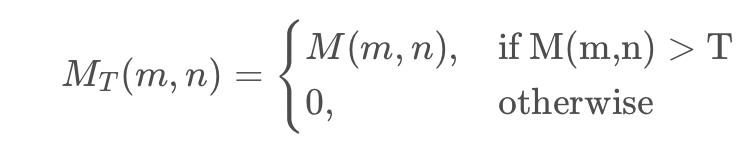 M_T(m, n) = { M(m, n), if M(m,n) > T
0, otherwise